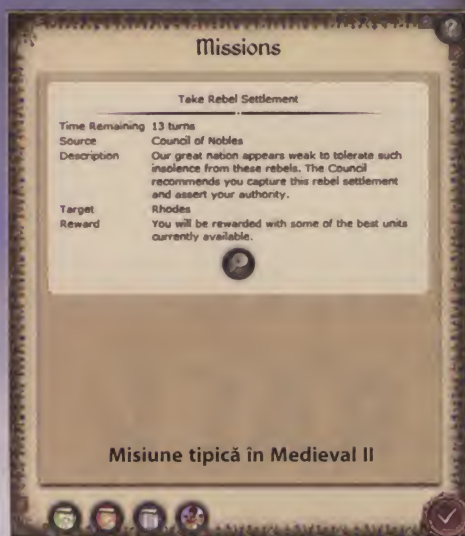 ?
Missions
Take Rebel Settlement
Time Remaining 13 turns
Source Council of Nobles
Description Our great nation appears weak to tolerate such
insolence from these rebels. The Council
recommends you capture this rebel settlement
and assert your authority.
Target Rhodes
Reward You will be rewarded with some of the best units
currently available.
Misiune tipică în Medieval II